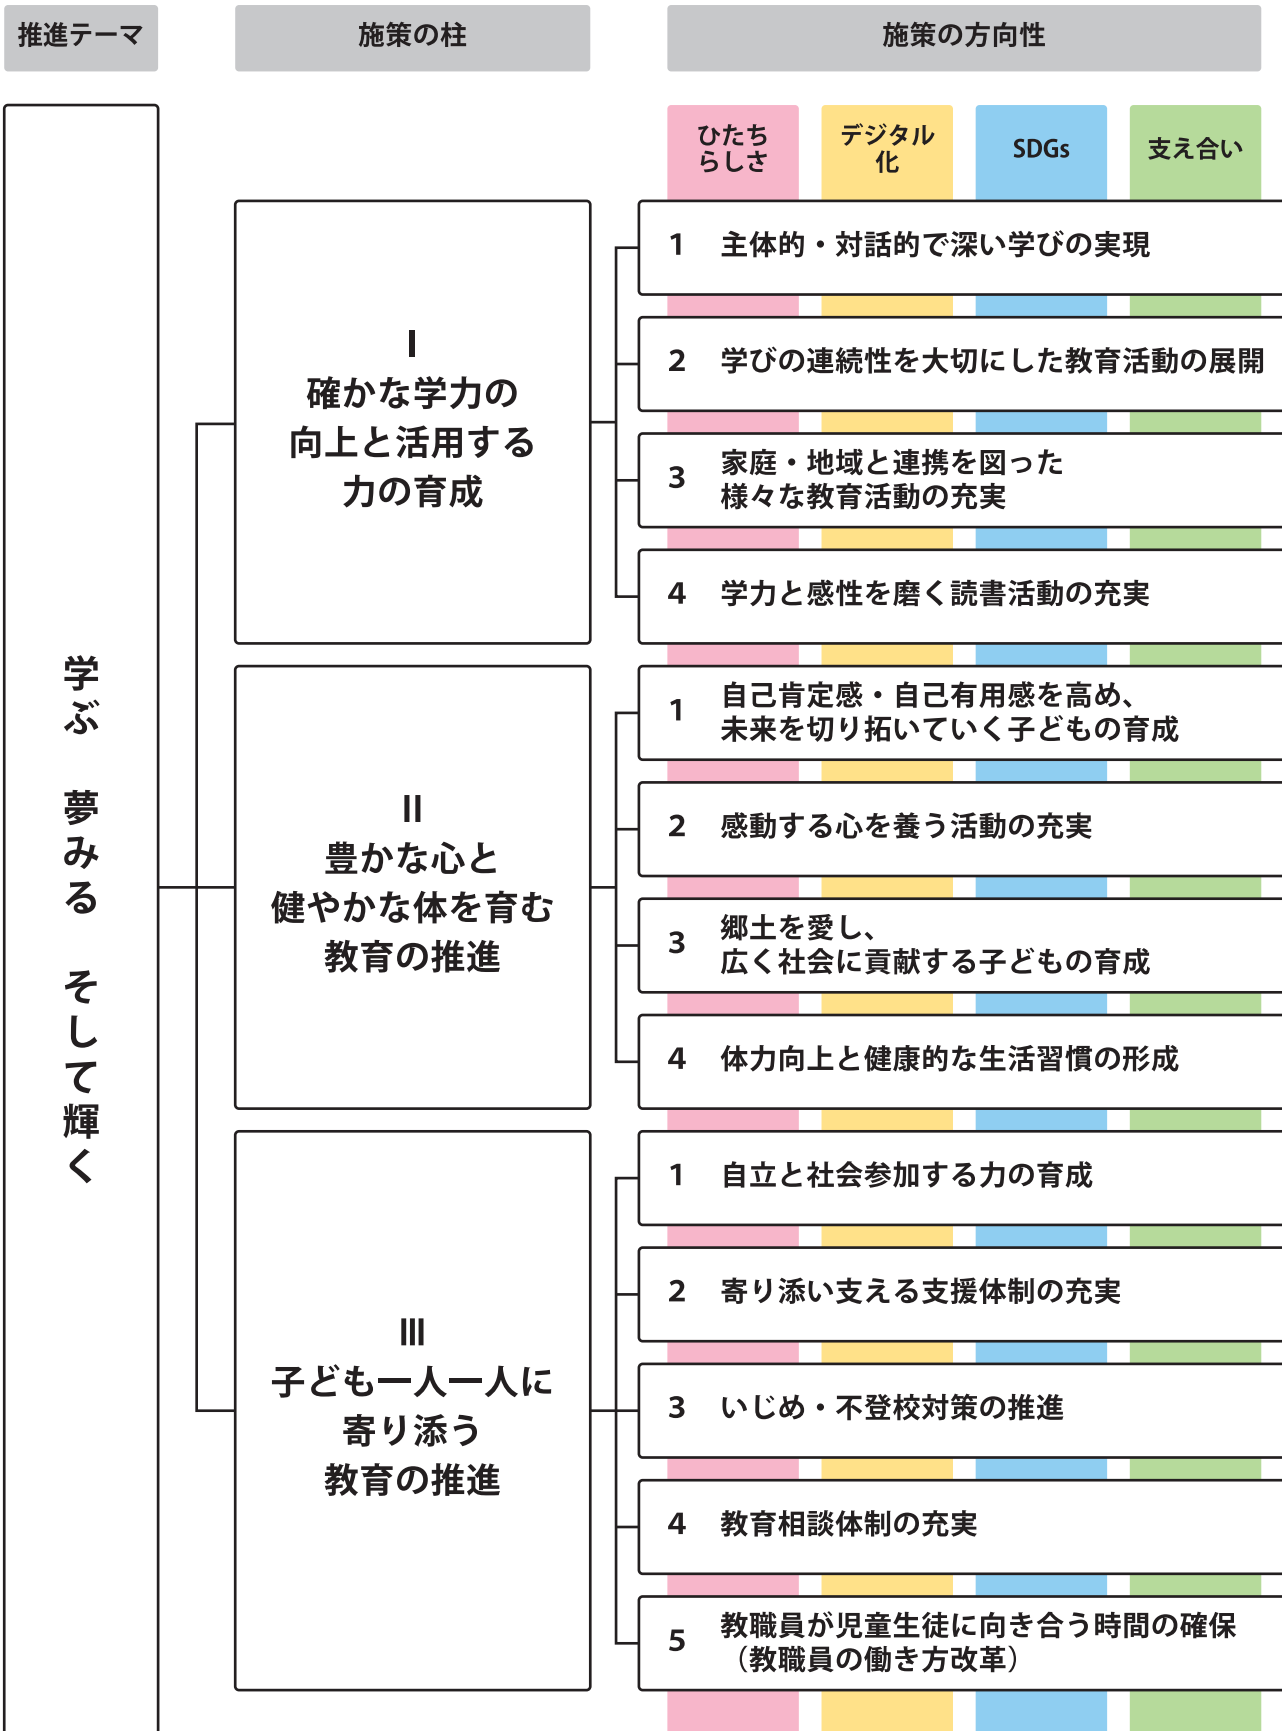 推進テーマ
施策の柱
施策の方向性
ひたち
らしさ
デジタル
化
SDGs
支え合い
学ぶ 夢みる そして輝く
Ⅰ
確かな学力の
向上と活用する
力の育成
1 主体的・対話的で深い学びの実現
2 学びの連続性を大切にした教育活動の展開
3 家庭・地域と連携を図った
様々な教育活動の充実
4 学力と感性を磨く読書活動の充実
Ⅱ
豊かな心と
健やかな体を育む
教育の推進
1 自己肯定感・自己有用感を高め、
未来を切り拓いていく子どもの育成
2 感動する心を養う活動の充実
3 郷土を愛し、
広く社会に貢献する子どもの育成
4 体力向上と健康的な生活習慣の形成
Ⅲ
子ども一人一人に
寄り添う
教育の推進
1 自立と社会参加する力の育成
2 寄り添い支える支援体制の充実
3 いじめ・不登校対策の推進
4 教育相談体制の充実
5 教職員が児童生徒に向き合う時間の確保
（教職員の働き方改革）